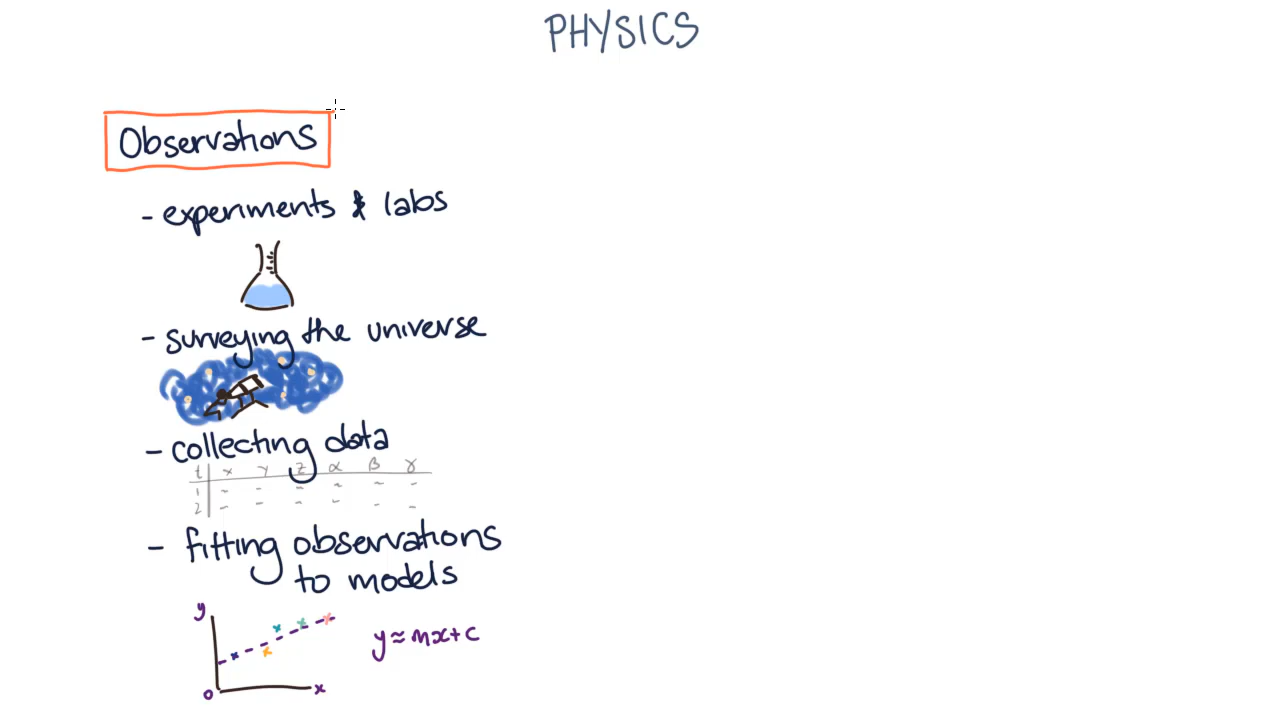 PHYSICS
Observations
- experiments & labs
- surveying the universe
- collecting data
t x y z α β γ
1 - - - - - -
2 - - - - - -
- fitting observations
to models
y
y ≈ mx + c
0 x